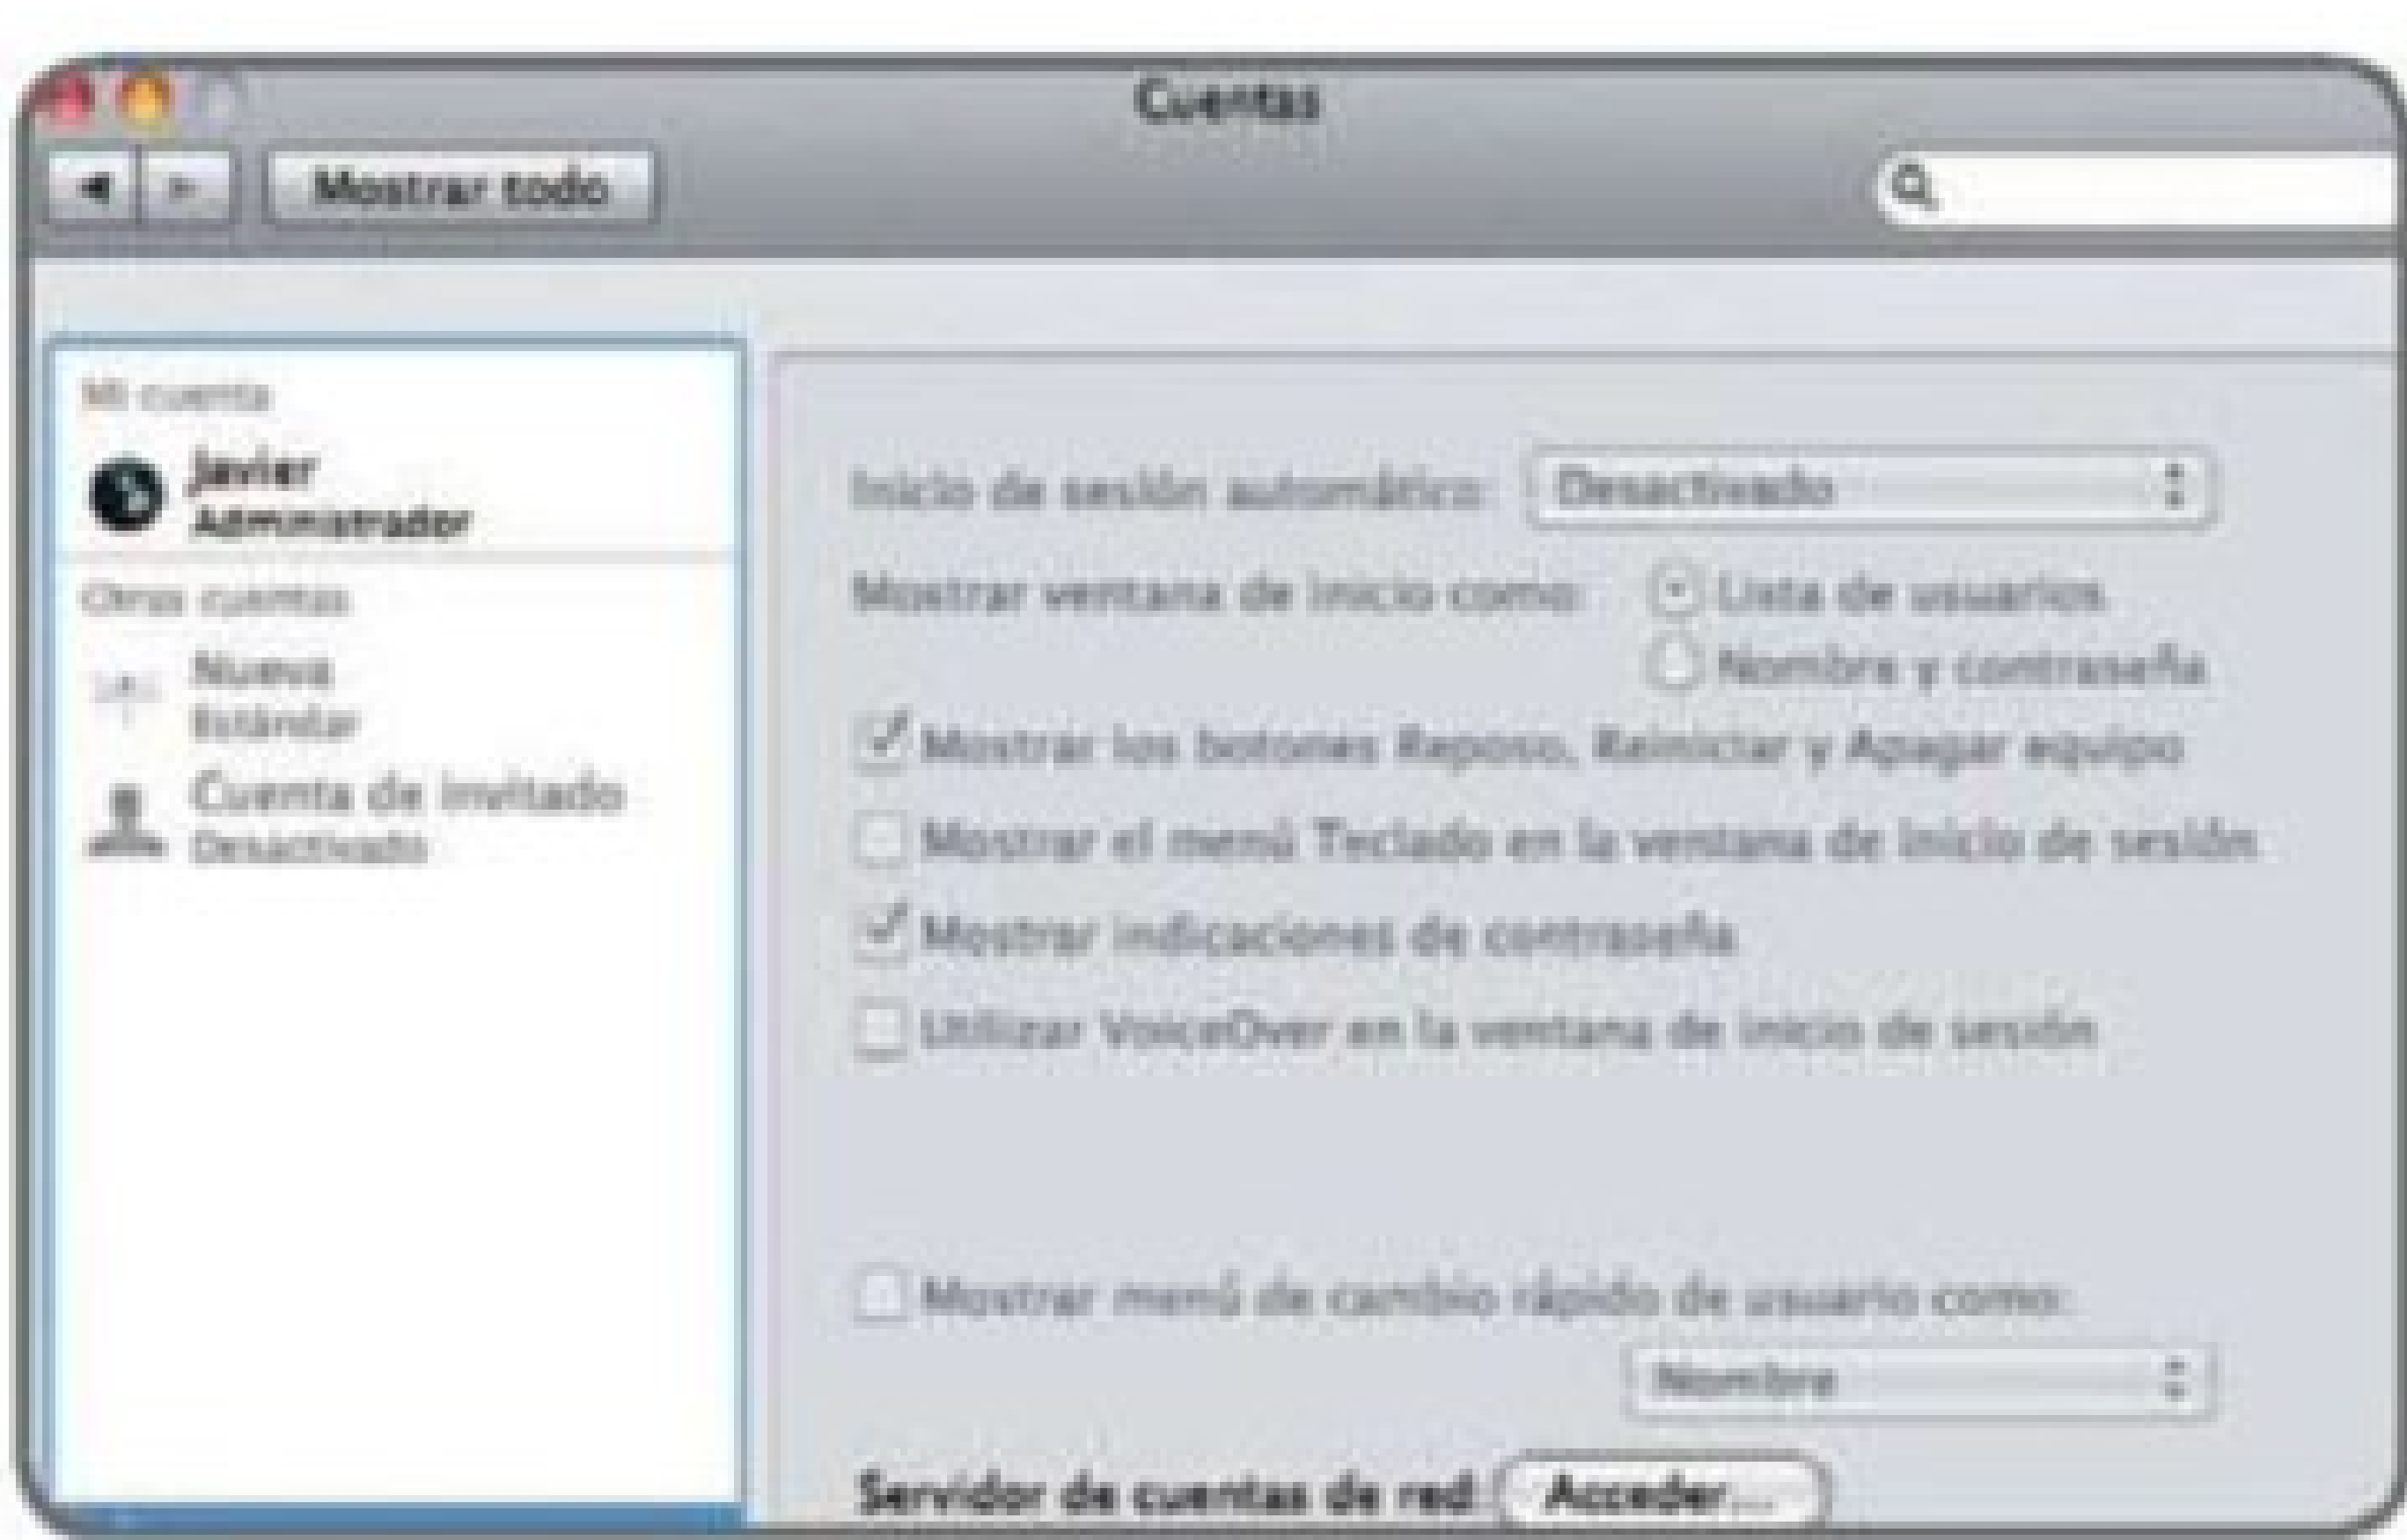 Cuentas
Mostrar todo
Mi cuenta
Javier
Administrador
Otras cuentas
Nueva
Estándar
Cuenta de invitado
Desactivado
Inicio de sesión automático: Desactivado
Mostrar ventana de inicio como: Lista de usuarios
Nombre y contraseña
Mostrar los botones Reposo, Reiniciar y Apagar equipo
Mostrar el menú Teclado en la ventana de inicio de sesión
Mostrar indicaciones de contraseña
Utilizar VoiceOver en la ventana de inicio de sesión
Mostrar menú de cambio rápido de usuario como:
Nombre
Servidor de cuentas de red: Acceder...